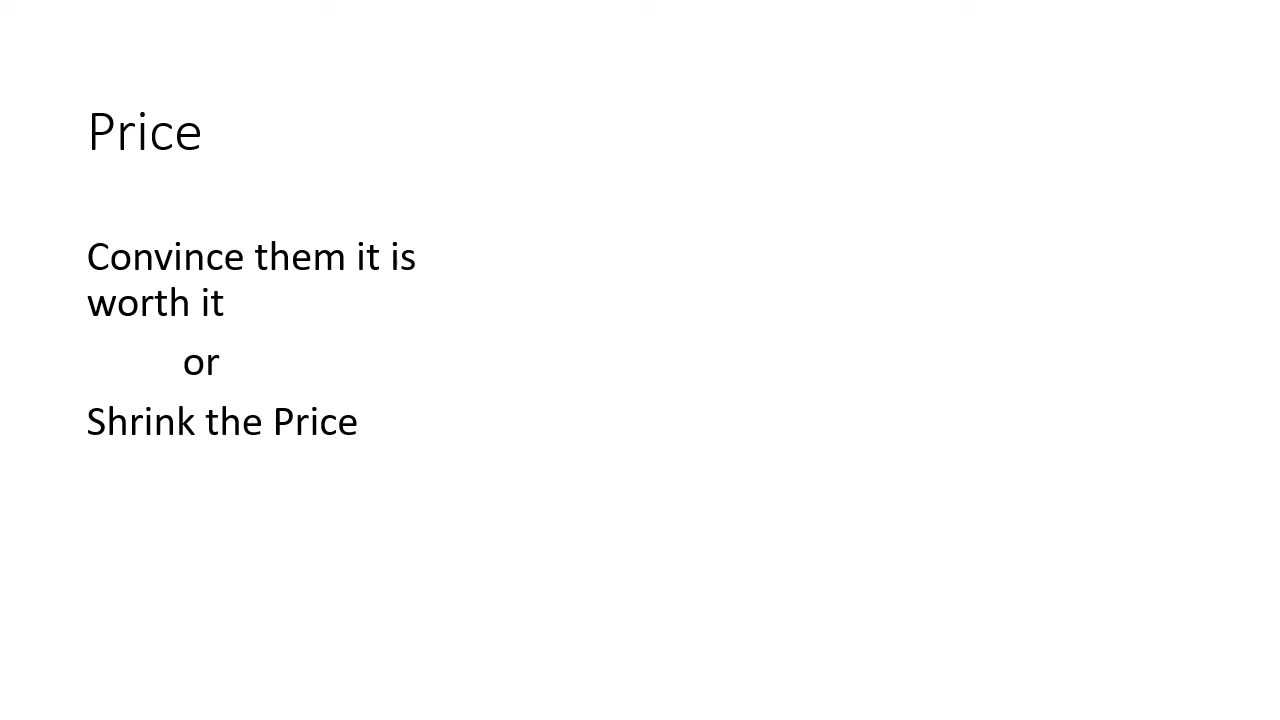 Price
Convince them it is
worth it
or
Shrink the Price